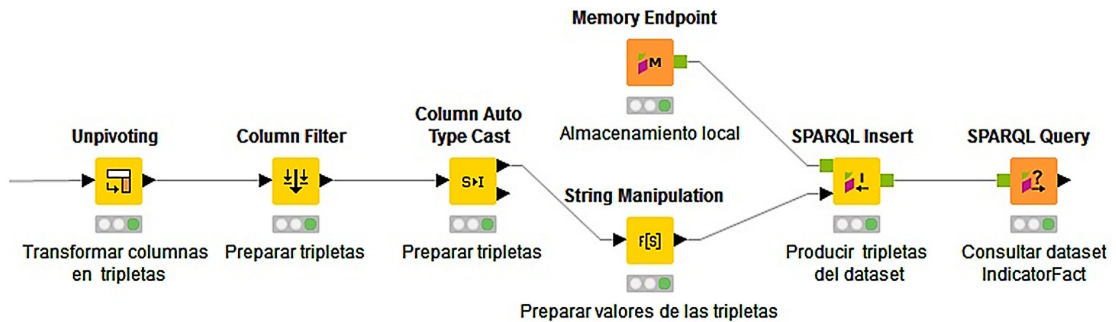 Memory Endpoint
M
Almacenamiento local
Unpivoting
Transformar columnas
en tripletas
Column Filter
Preparar tripletas
Column Auto
Type Cast
S▸I
Preparar tripletas
String Manipulation
F[S]
Preparar valores de las tripletas
SPARQL Insert
I
Producir tripletas
del dataset
SPARQL Query
?
Consultar dataset
IndicatorFact